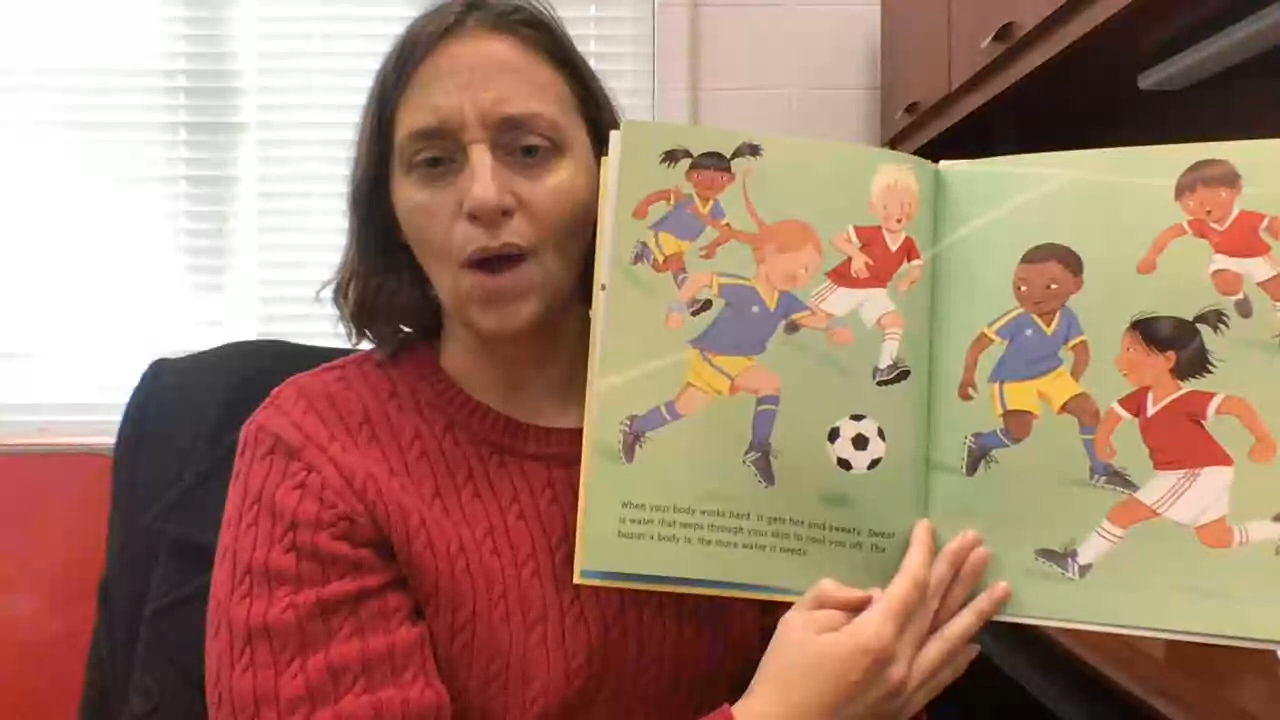 When your body works hard, it gets hot and sweaty. Sweat
is water that seeps through your skin to cool you off. The
busier a body is, the more water it needs.